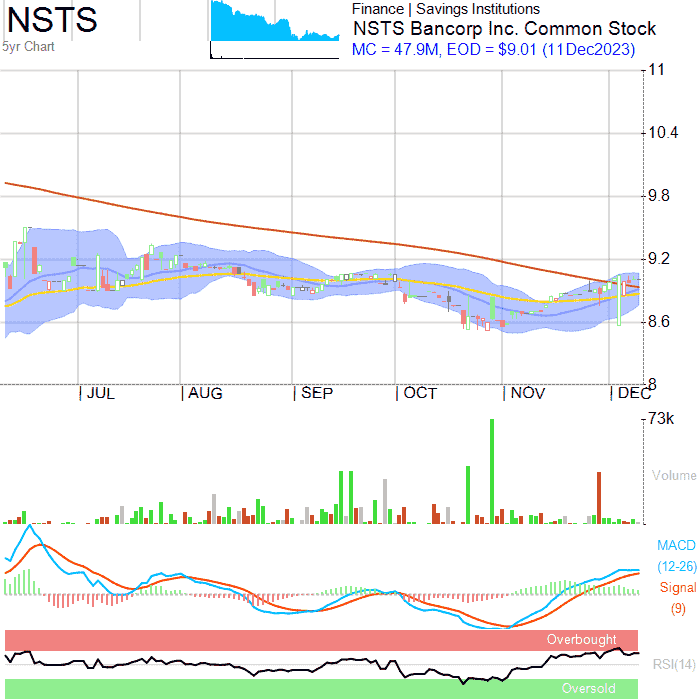 NSTS
5yr Chart
Finance | Savings Institutions
NSTS Bancorp Inc. Common Stock
MC = 47.9M, EOD = $9.01 (11Dec2023)
11
10.4
9.8
9.2
8.6
8
JUL AUG SEP OCT NOV DEC
73k
Volume
MACD
(12-26)
Signal
(9)
Overbought
RSI(14)
Oversold